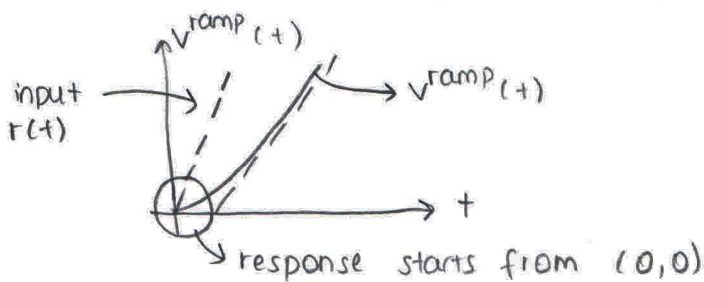 v^ramp (t)
input
r(t)
v^ramp (t)
t
response starts from (0,0)